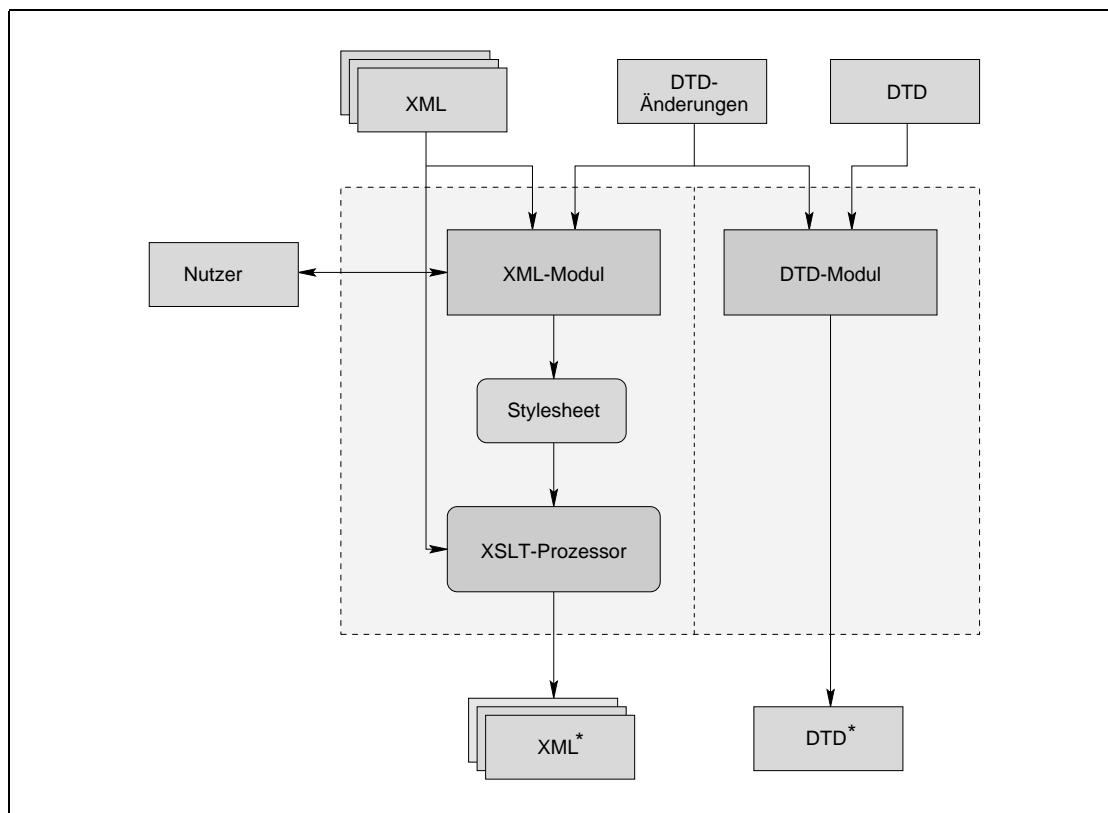 XML
DTD-
Änderungen
DTD
Nutzer
XML-Modul
DTD-Modul
Stylesheet
XSLT-Prozessor
XML*
DTD*